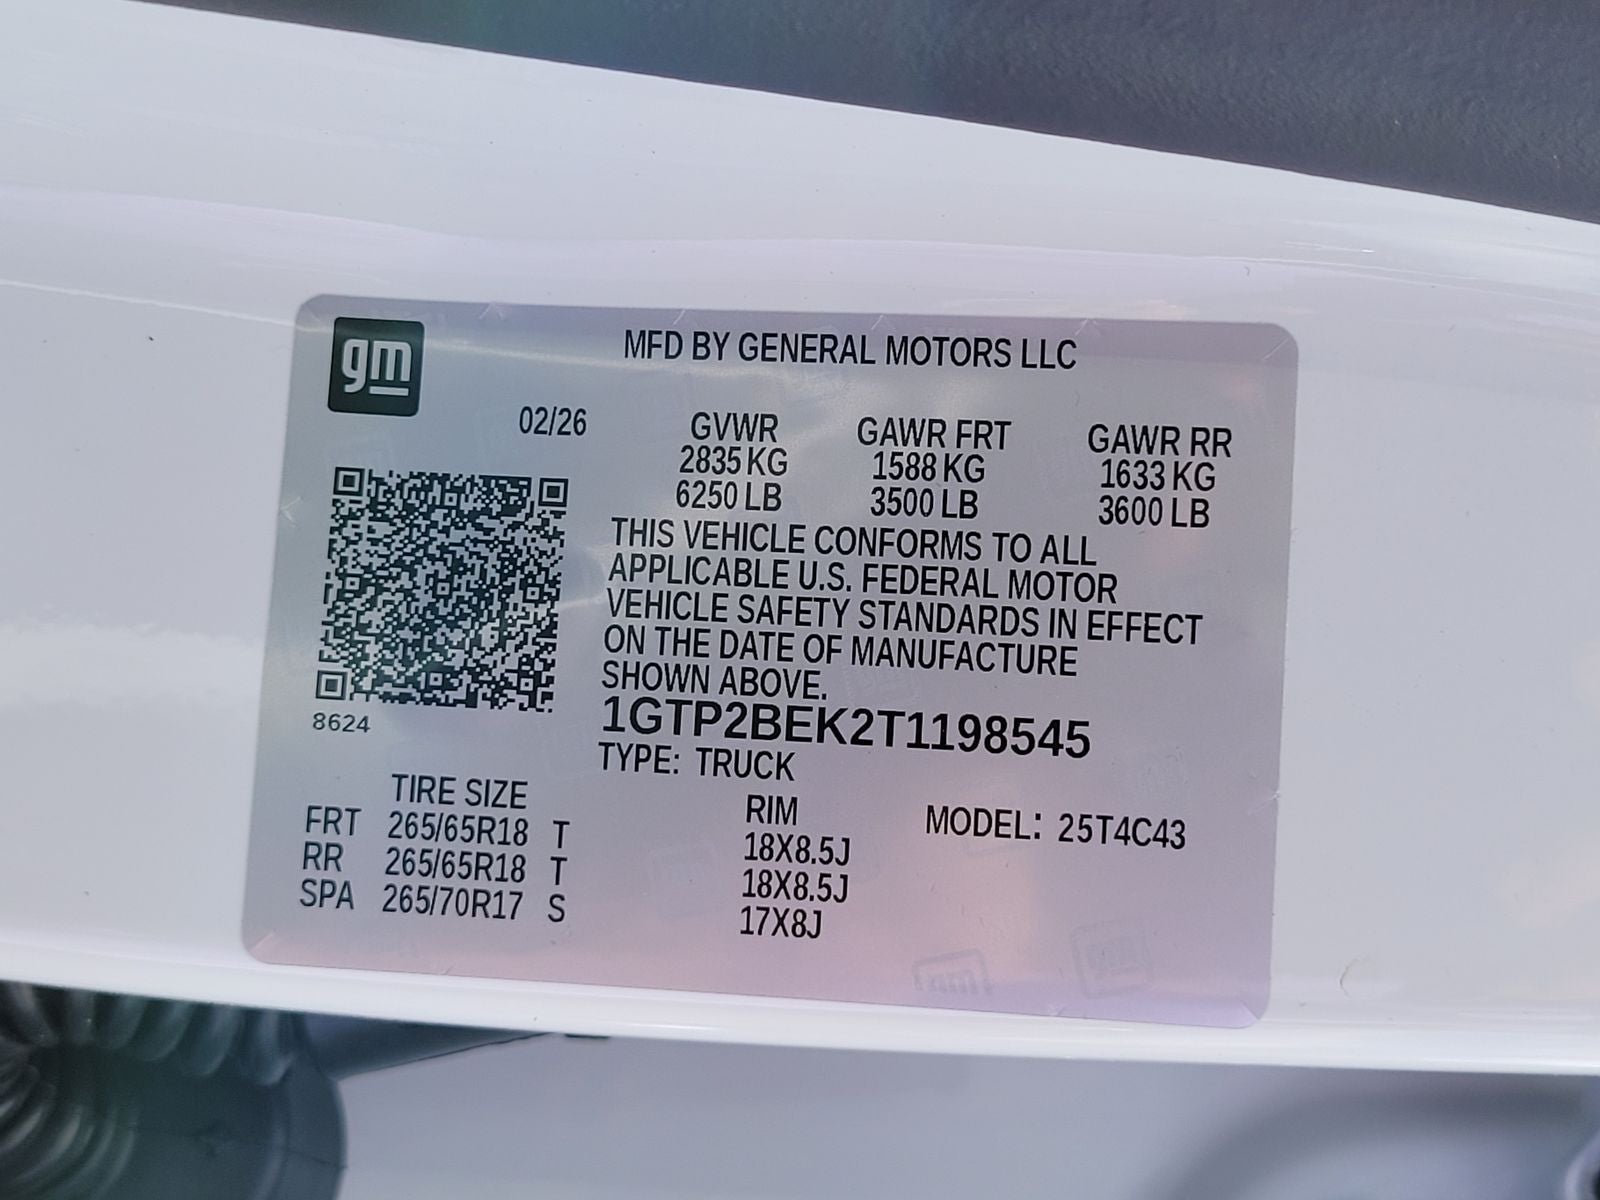 gm
MFD BY GENERAL MOTORS LLC
02/26
GVWR GAWR FRT GAWR RR
2835 KG 1588 KG 1633 KG
6250 LB 3500 LB 3600 LB
THIS VEHICLE CONFORMS TO ALL
APPLICABLE U.S. FEDERAL MOTOR
VEHICLE SAFETY STANDARDS IN EFFECT
ON THE DATE OF MANUFACTURE
SHOWN ABOVE.
8624
1GTP2BEK2T1198545
TYPE: TRUCK
TIRE SIZE RIM MODEL: 25T4C43
FRT 265/65R18 T 18X8.5J
RR 265/65R18 T 18X8.5J
SPA 265/70R17 S 17X8J
gm
gm